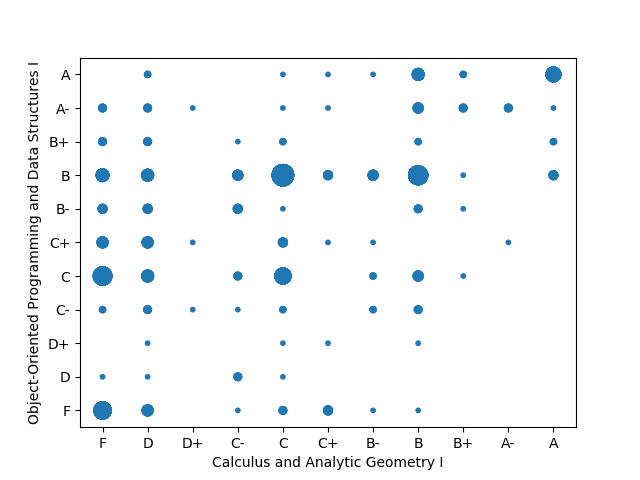 Object-Oriented Programming and Data Structures I
A
A-
B+
B
B-
C+
C
C-
D+
D
F
F D D+ C- C C+ B- B B+ A- A
Calculus and Analytic Geometry I